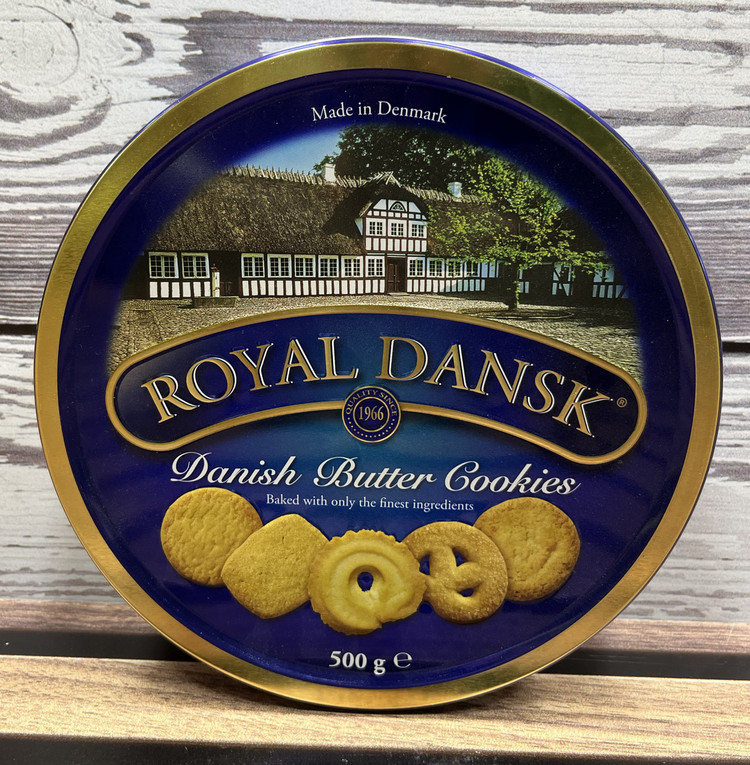 Made in Denmark
ROYAL DANSK®
QUALITY SINCE
1966
Danish Butter Cookies
Baked with only the finest ingredients
500 g ℮